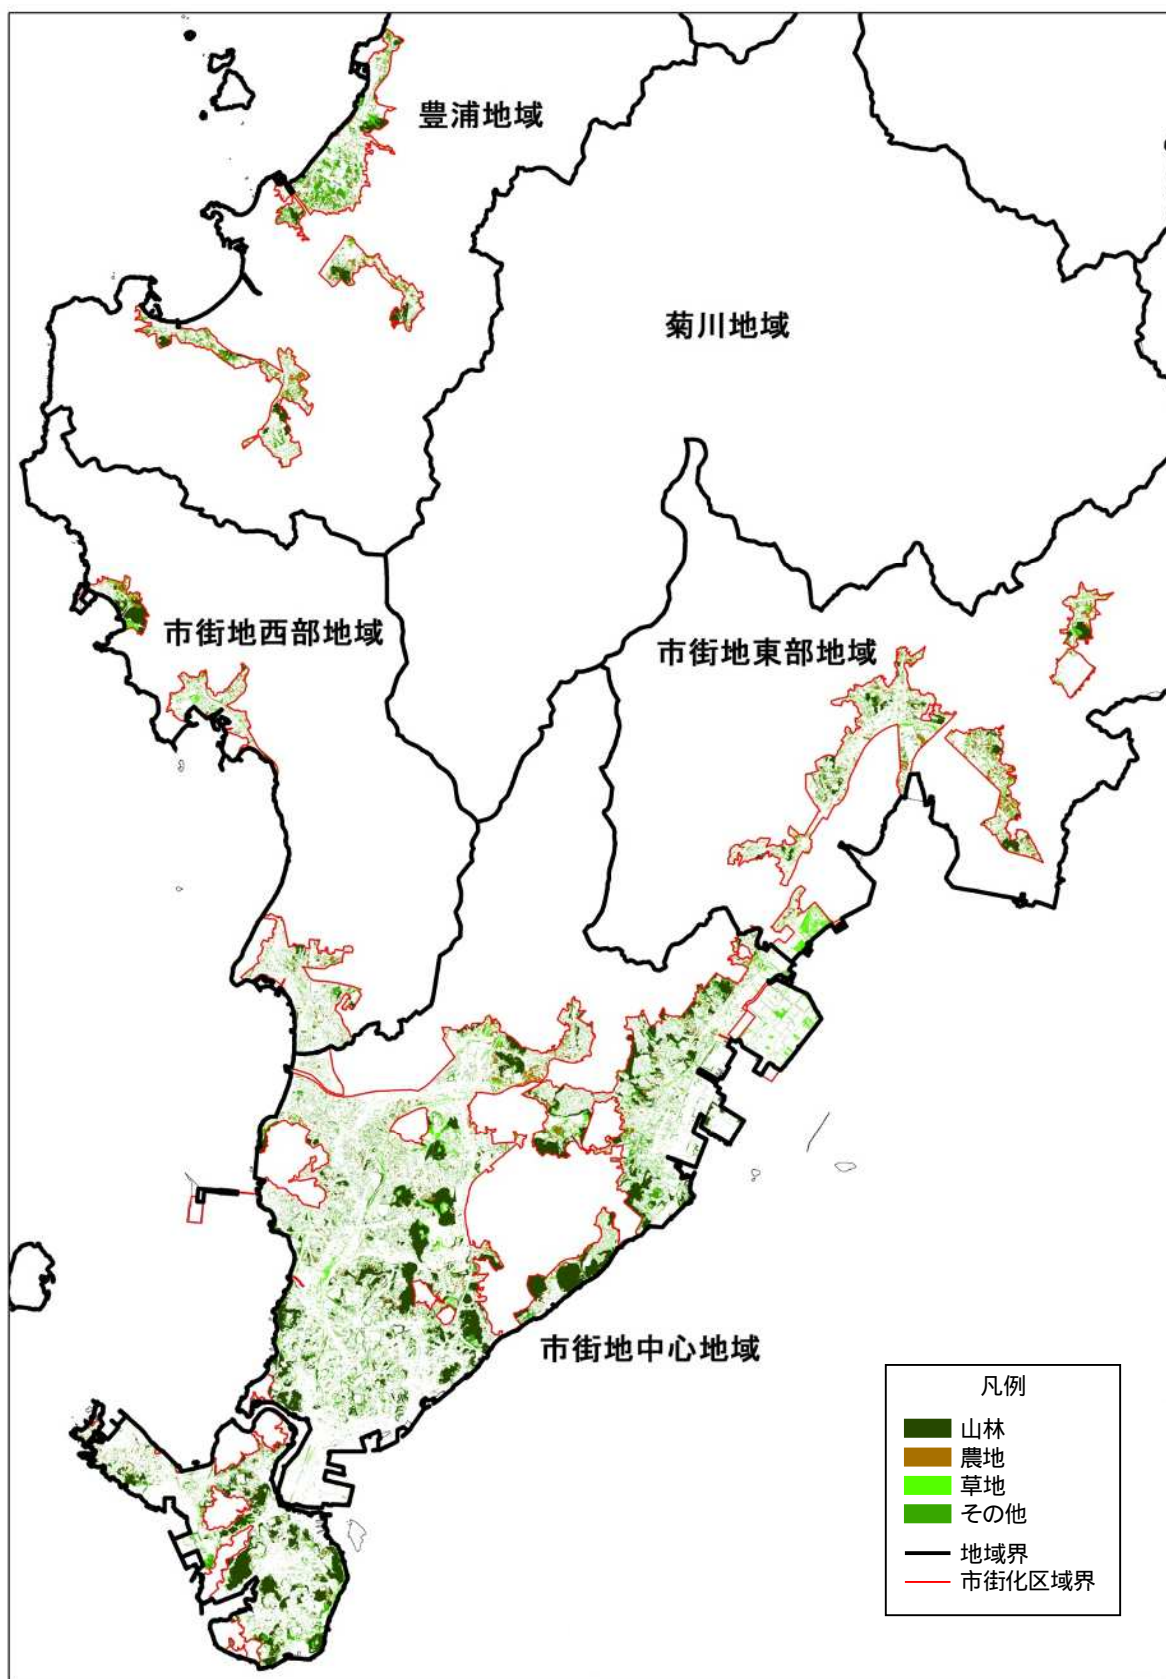 豊浦地域
菊川地域
市街地西部地域
市街地東部地域
市街地中心地域
凡例
山林
農地
草地
その他
地域界
市街化区域界